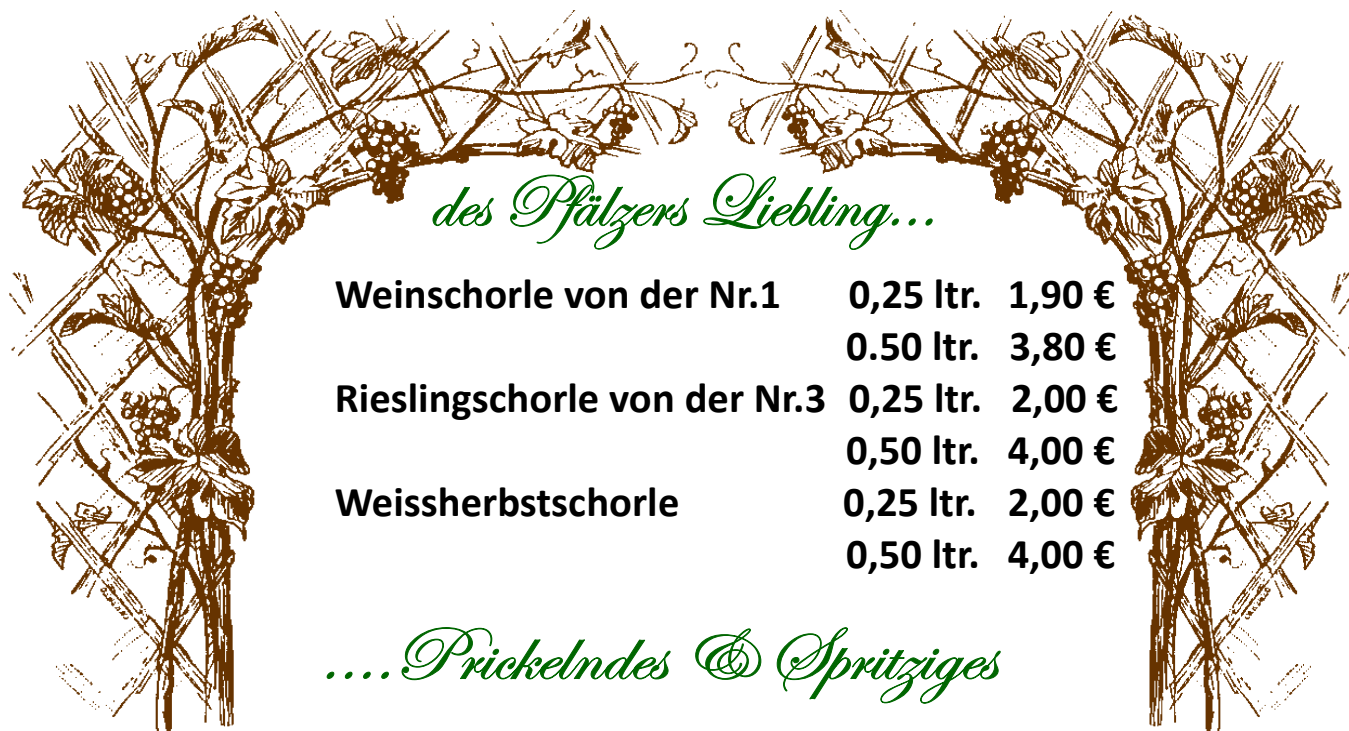 des Pfälzers Liebling...
Weinschorle von der Nr.1 0,25 ltr. 1,90 €
0.50 ltr. 3,80 €
Rieslingschorle von der Nr.3 0,25 ltr. 2,00 €
0,50 ltr. 4,00 €
Weissherbstschorle 0,25 ltr. 2,00 €
0,50 ltr. 4,00 €
....Prickelndes & Spritziges